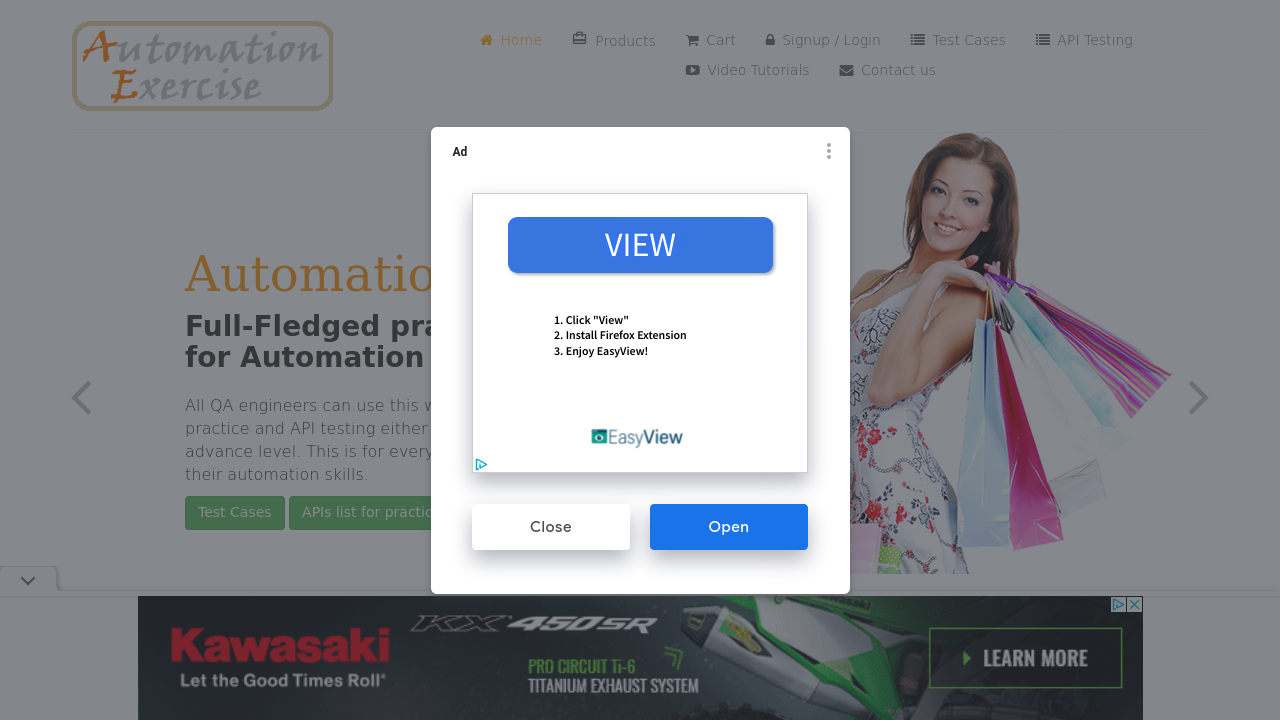 Automation
Exercise
Home
Products
Cart
Signup / Login
Test Cases
API Testing
Video Tutorials
Contact us
Ad
VIEW
1. Click "View"
2. Install Firefox Extension
3. Enjoy EasyView!
EasyView
Close
Open
Automatio
Full-Fledged pra
for Automation
All QA engineers can use this w
practice and API testing either
advance level. This is for every
their automation skills.
Test Cases
APIs list for practic
Kawasaki
Let the Good Times Roll®
KX 450SR
PRO CIRCUIT Ti-6
TITANIUM EXHAUST SYSTEM
LEARN MORE